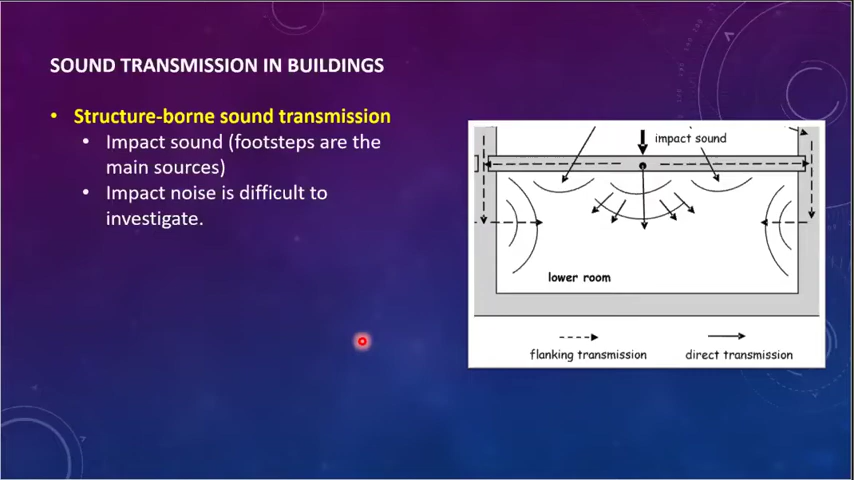 SOUND TRANSMISSION IN BUILDINGS
• Structure-borne sound transmission
• Impact sound (footsteps are the
main sources)
• Impact noise is difficult to
investigate.
impact sound
lower room
flanking transmission
direct transmission